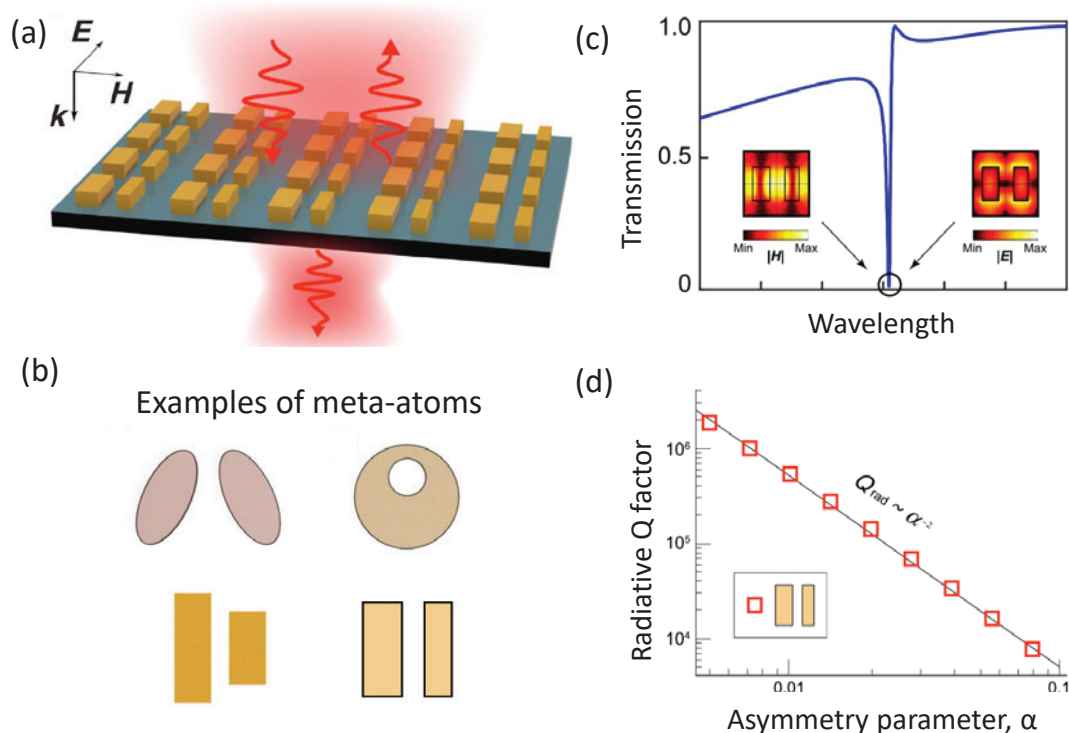 (a)
E
H
k
(b)
Examples of meta-atoms
(c)
Transmission
1.0
0.5
0
Min Max
|H|
Min Max
|E|
Wavelength
(d)
Radiative Q factor
10⁶
10⁵
10⁴
Q_rad ~ α⁻²
0.01 0.1
Asymmetry parameter, α